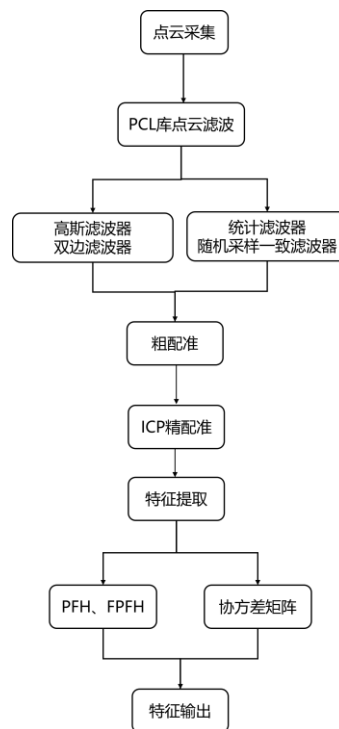 点云采集
PCL库点云滤波
高斯滤波器
双边滤波器
统计滤波器
随机采样一致滤波器
粗配准
ICP精配准
特征提取
PFH、FPFH
协方差矩阵
特征输出